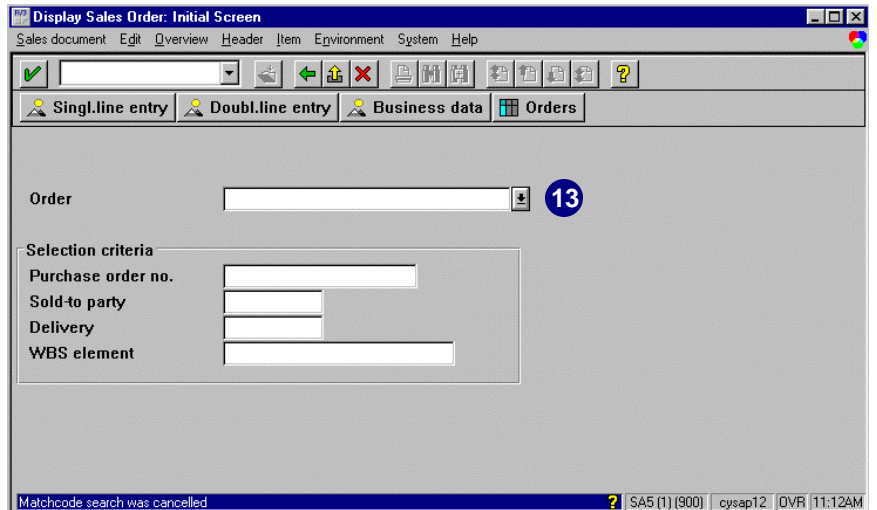 Display Sales Order: Initial Screen
Sales document Edit Overview Header Item Environment System Help
Singl.line entry Doubl.line entry Business data Orders
Order
13
Selection criteria
Purchase order no.
Sold-to party
Delivery
WBS element
Matchcode search was cancelled SA5 (1) (900) cysap12 OVR 11:12AM